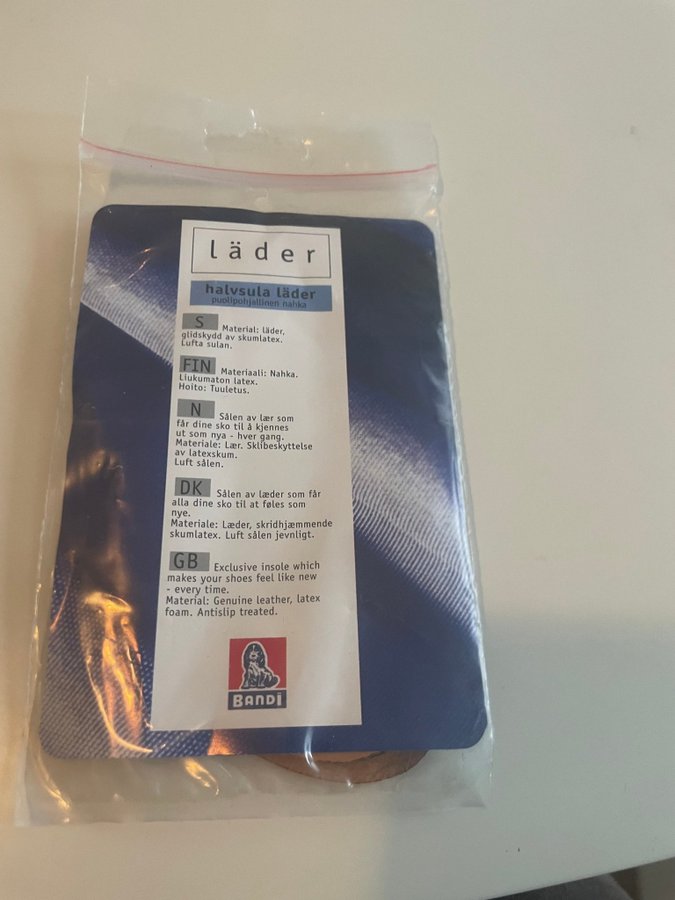 läder
halvsula läder
puolipohjallinen nahka
S Material: läder,
glidskydd av skumlatex.
Lufta sulan.
FIN Materiaali: Nahka.
Liukumaton latex.
Hoito: Tuuletus.
N Sålen av lær som
får dine sko til å kjennes
ut som nya - hver gang.
Materiale: Lær. Sklibeskyttelse
av latexskum.
Luft sålen.
DK Sålen av læder som får
alla dine sko til at føles som
nye.
Materiale: Læder, skridhjæmmende
skumlatex. Luft sålen jevnligt.
GB Exclusive insole which
makes your shoes feel like new
- every time.
Material: Genuine leather, latex
foam. Antislip treated.
BANDI